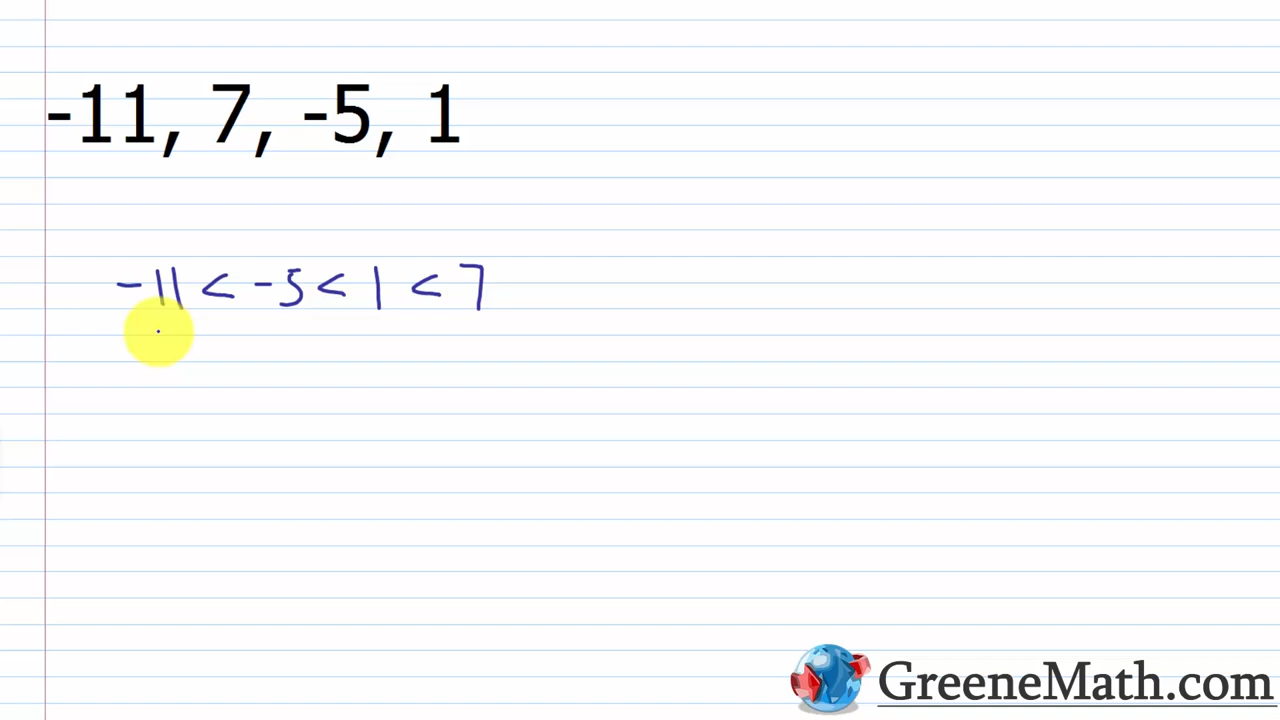 -11, 7, -5, 1
-11 < -5 < 1 < 7
GreeneMath.com